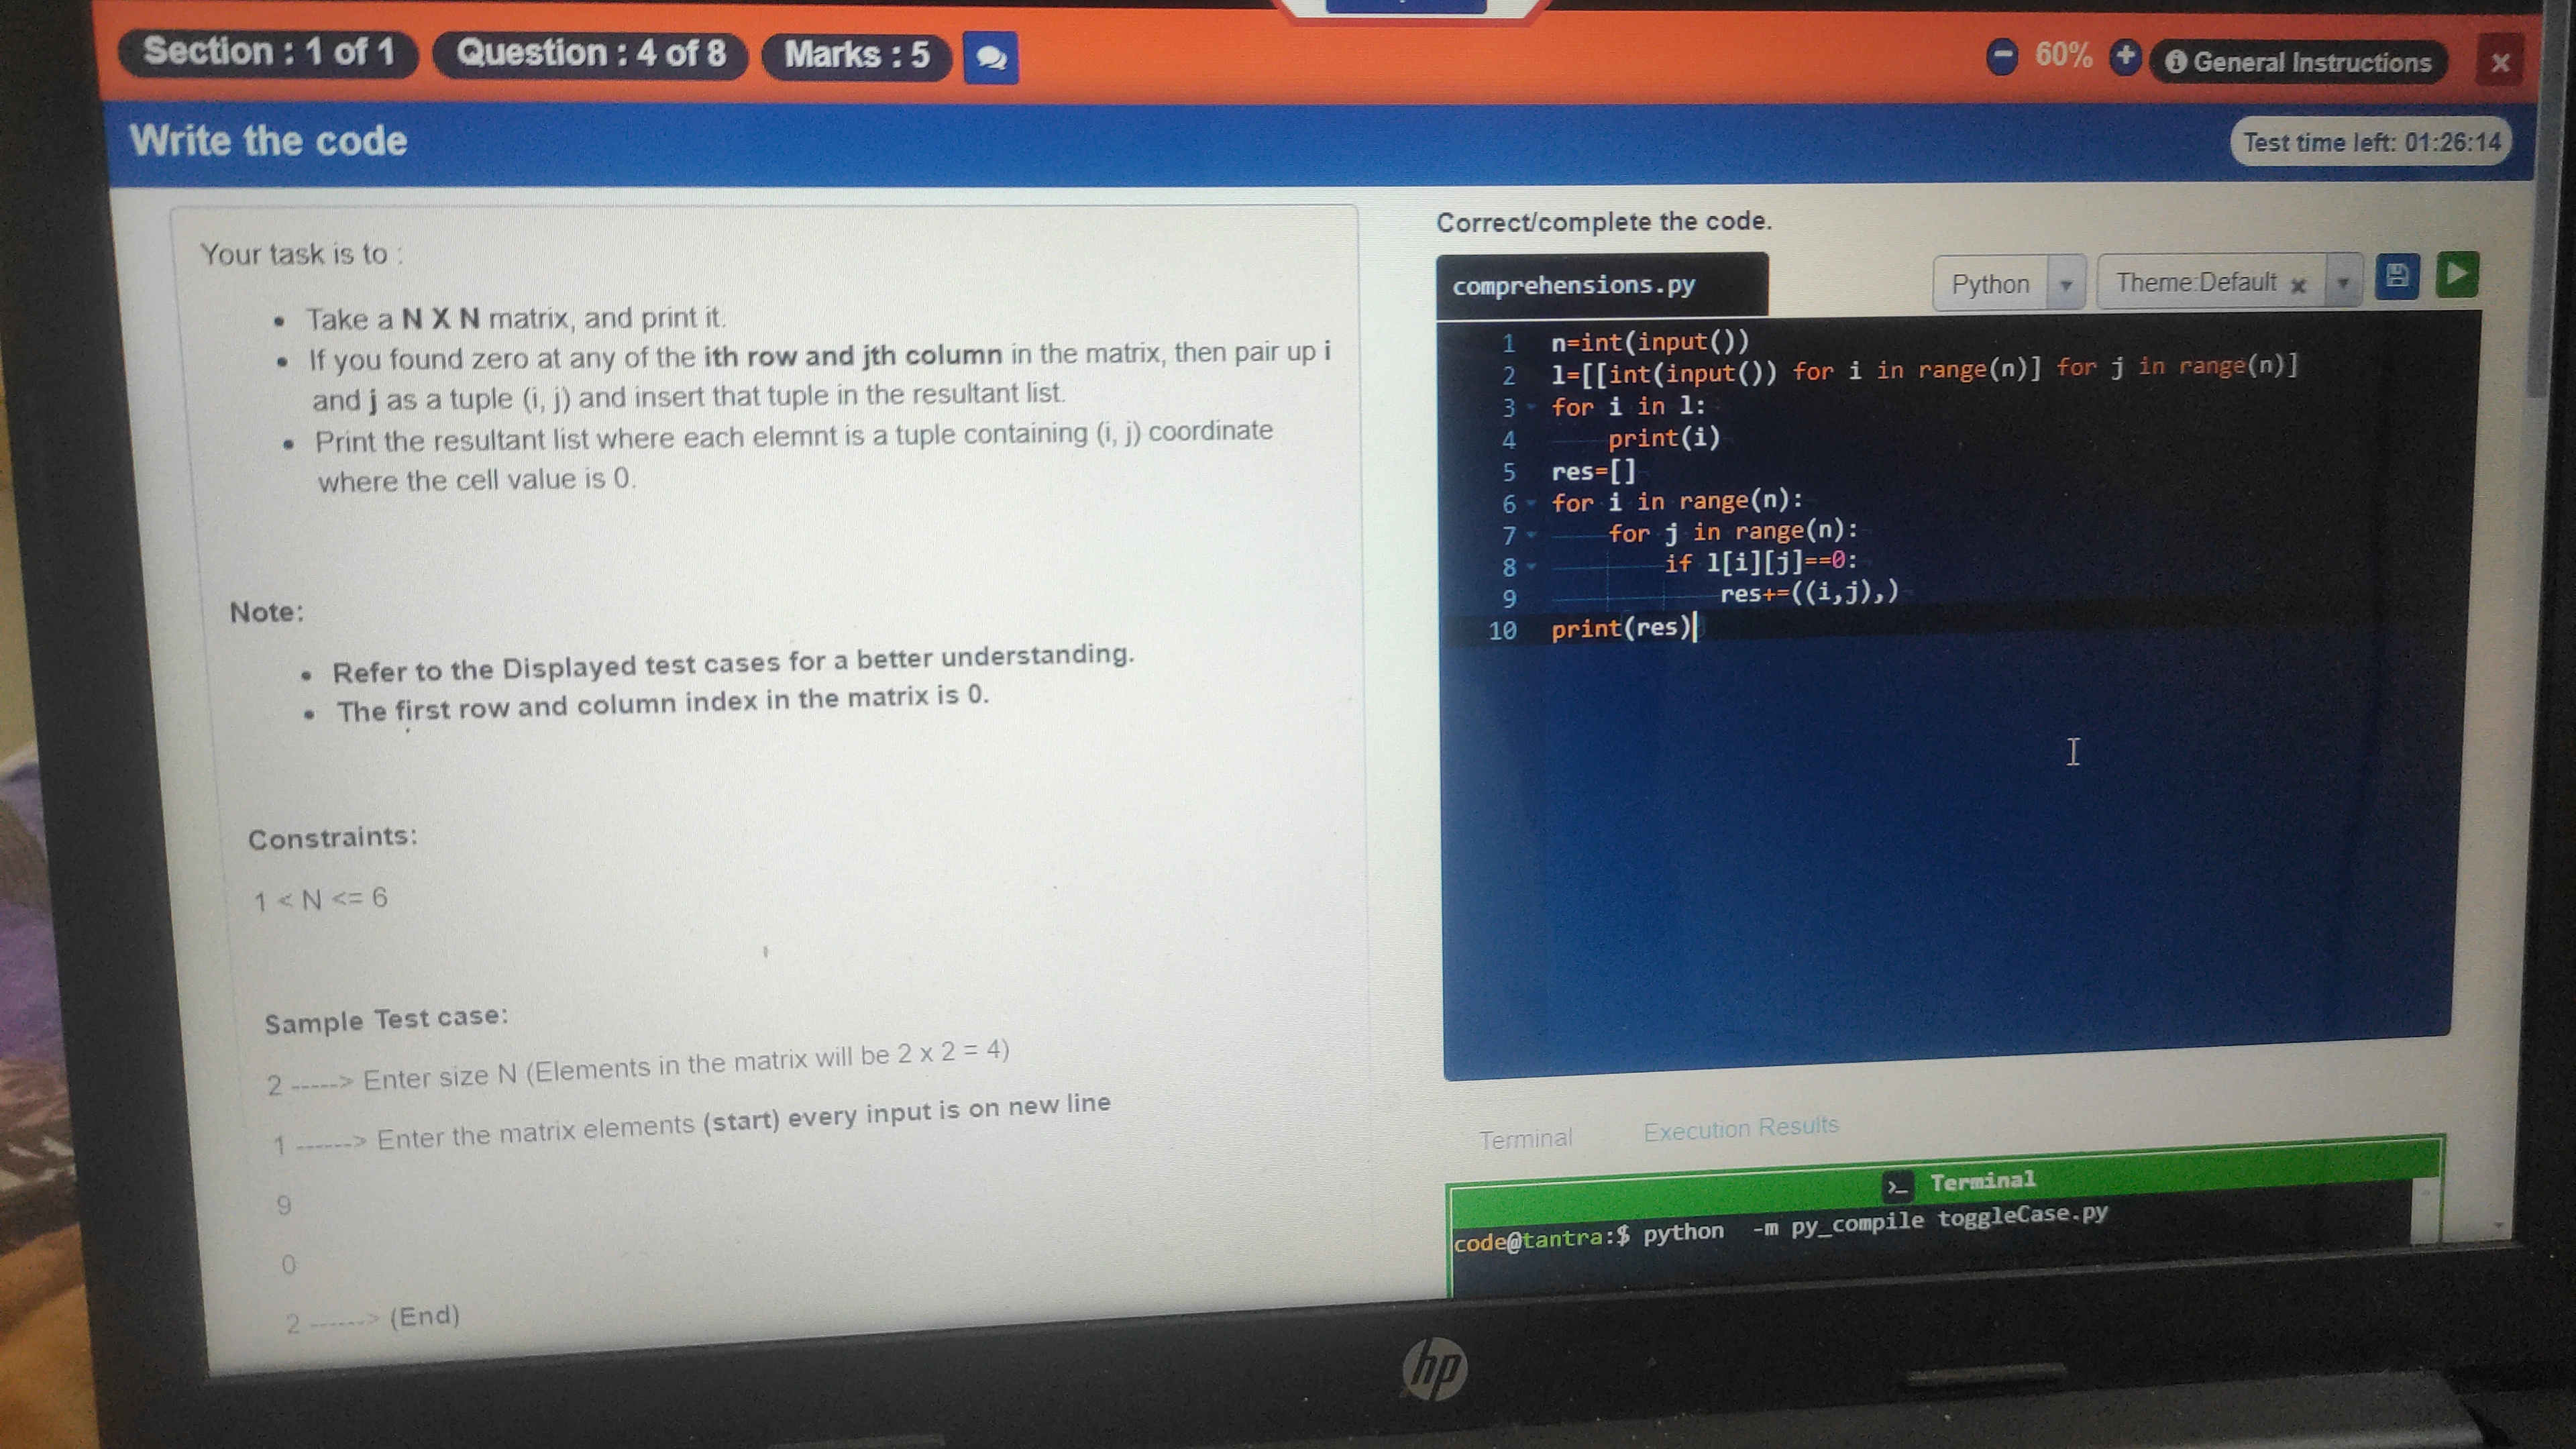 Section : 1 of 1
Question : 4 of 8
Marks : 5
60%
General Instructions
x
Write the code
Test time left: 01:26:14
Your task is to :
• Take a N X N matrix, and print it.
• If you found zero at any of the ith row and jth column in the matrix, then pair up i
and j as a tuple (i, j) and insert that tuple in the resultant list.
• Print the resultant list where each elemnt is a tuple containing (i, j) coordinate
where the cell value is 0.
Note:
• Refer to the Displayed test cases for a better understanding.
• The first row and column index in the matrix is 0.
Constraints:
1 < N <= 6
Sample Test case:
2 -----> Enter size N (Elements in the matrix will be 2 x 2 = 4)
1 ------> Enter the matrix elements (start) every input is on new line
9
0
2 ------> (End)
Correct/complete the code.
comprehensions.py
Python
Theme:Default x
1 n=int(input())
2 l=[[int(input()) for i in range(n)] for j in range(n)]
3 for i in l:
4 print(i)
5 res=[]
6 for i in range(n):
7 for j in range(n):
8 if l[i][j]==0:
9 res+=((i,j),)
10 print(res)
Terminal
Execution Results
>_ Terminal
code@tantra:$ python -m py_compile toggleCase.py
hp